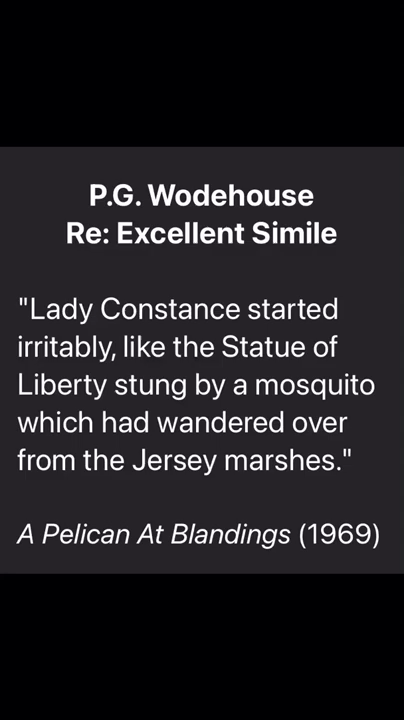 P.G. Wodehouse
Re: Excellent Simile
"Lady Constance started
irritably, like the Statue of
Liberty stung by a mosquito
which had wandered over
from the Jersey marshes."
A Pelican At Blandings (1969)